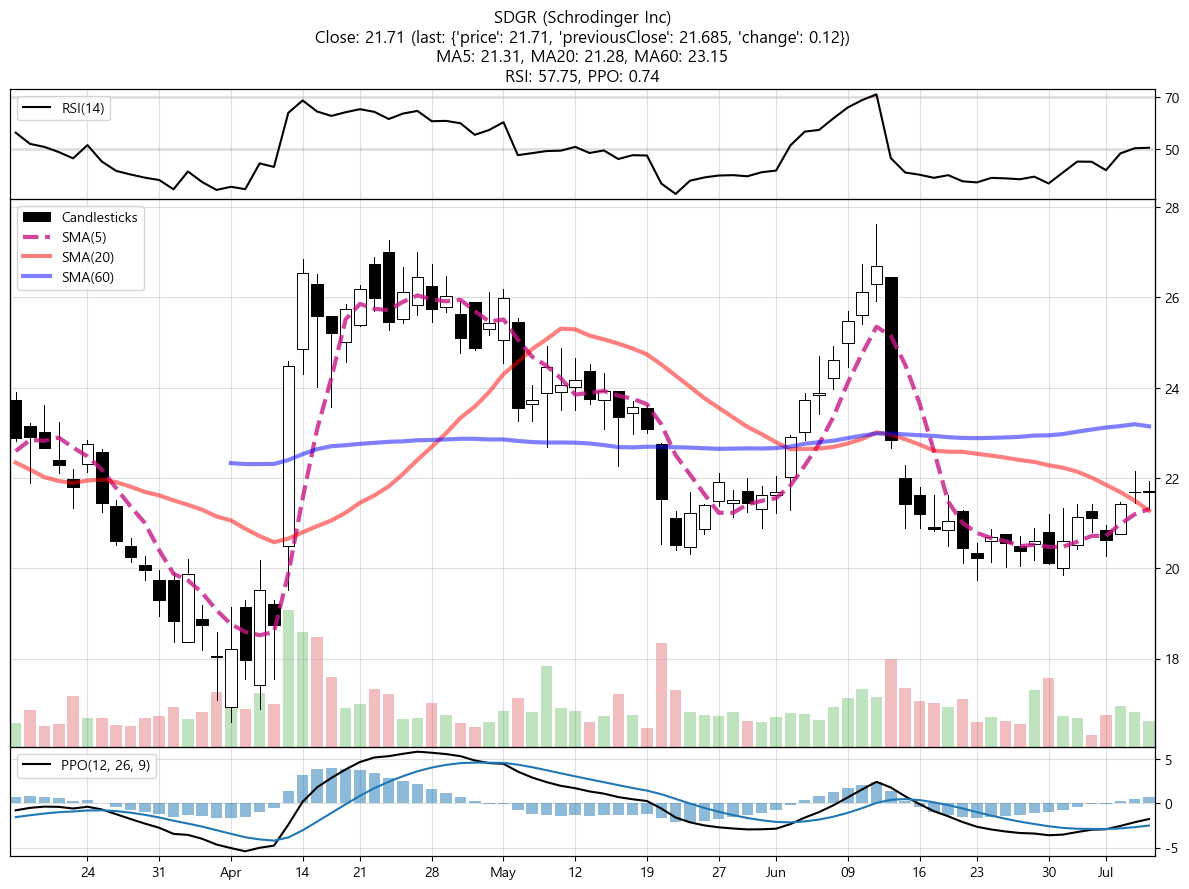 SDGR (Schrodinger Inc)
Close: 21.71 (last: {'price': 21.71, 'previousClose': 21.685, 'change': 0.12})
MA5: 21.31, MA20: 21.28, MA60: 23.15
RSI: 57.75, PPO: 0.74
RSI(14)
70
50
Candlesticks
SMA(5)
SMA(20)
SMA(60)
28
26
24
22
20
18
PPO(12, 26, 9)
5
0
-5
24 31 Apr 14 21 28 May 12 19 27 Jun 09 16 23 30 Jul